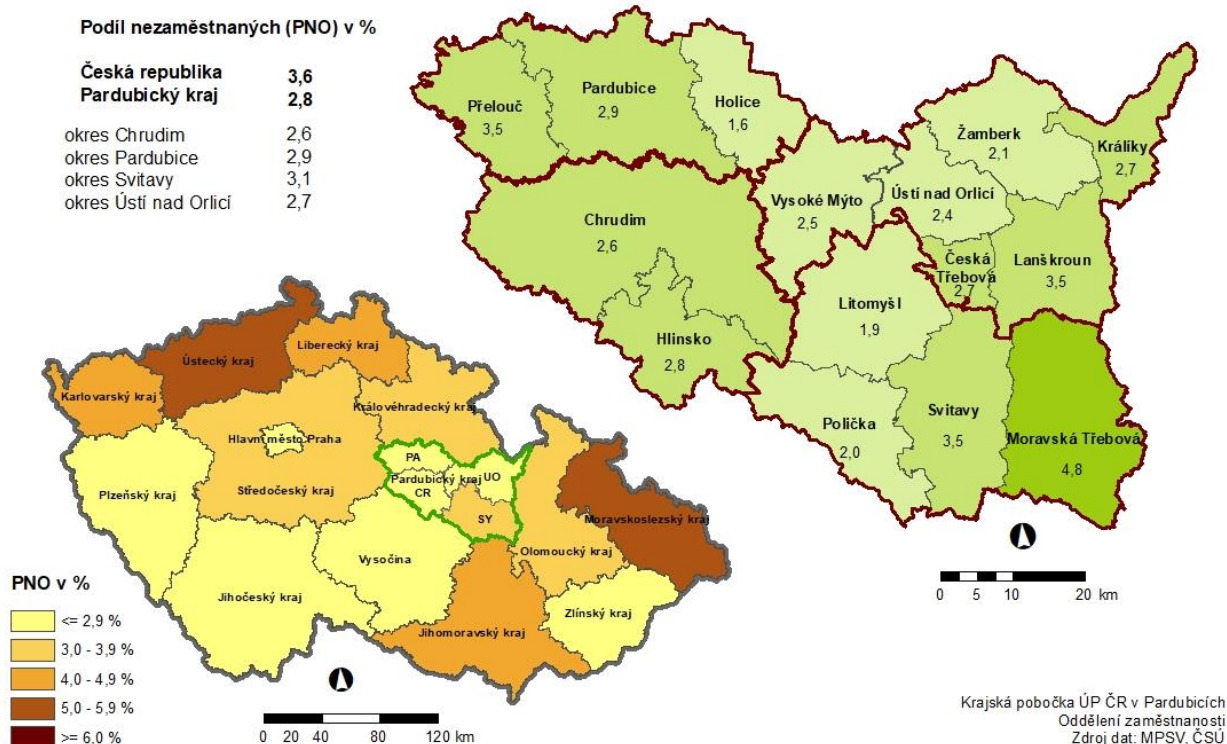 Podíl nezaměstnaných (PNO) v %
Česká republika 3,6
Pardubický kraj 2,8
okres Chrudim 2,6
okres Pardubice 2,9
okres Svitavy 3,1
okres Ústí nad Orlicí 2,7
Přelouč
3,5
Pardubice
2,9
Holice
1,6
Žamberk
2,1
Králíky
2,7
Vysoké Mýto
2,5
Ústí nad Orlicí
2,4
Chrudim
2,6
Česká
Třebová
2,7
Lanškroun
3,5
Litomyšl
1,9
Hlinsko
2,8
Polička
2,0
Svitavy
3,5
Moravská Třebová
4,8
0 5 10 20 km
Ústecký kraj
Liberecký kraj
Karlovarský kraj
Královéhradecký kraj
Hlavní město Praha
Středočeský kraj
Plzeňský kraj
PA
Pardubický kraj
UO
CR
SY
Moravskoslezský kraj
Olomoucký kraj
Vysočina
Jihočeský kraj
Zlínský kraj
Jihomoravský kraj
PNO v %
<= 2,9 %
3,0 - 3,9 %
4,0 - 4,9 %
5,0 - 5,9 %
>= 6,0 %
0 20 40 80 120 km
Krajská pobočka ÚP ČR v Pardubicích
Oddělení zaměstnanosti
Zdroj dat: MPSV, ČSÚ